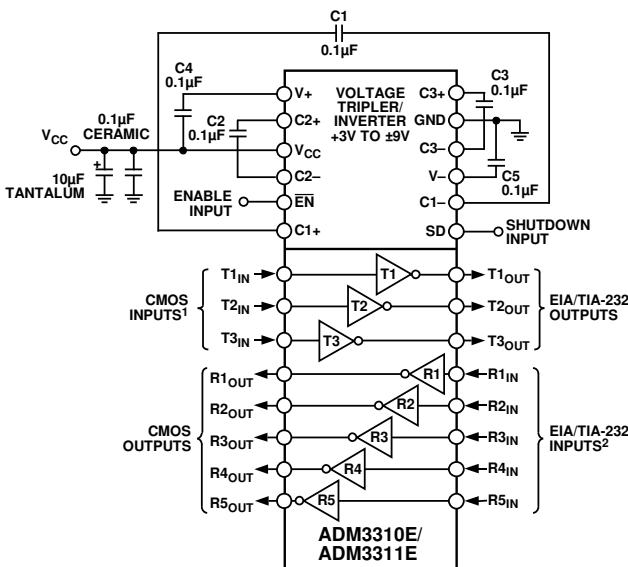 C1
0.1µF
C4
0.1µF
V+
VOLTAGE
TRIPLER/
INVERTER
+3V TO ±9V
C3+
C3
0.1µF
0.1µF
CERAMIC
C2
0.1µF
C2+
GND
VCC
VCC
C3–
+
10µF
TANTALUM
C2–
V–
C5
0.1µF
ENABLE
INPUT
EN
C1–
C1+
SD
SHUTDOWN
INPUT
CMOS
INPUTS1
T1IN
T1
T1OUT
T2IN
T2
T2OUT
T3IN
T3
T3OUT
EIA/TIA-232
OUTPUTS
CMOS
OUTPUTS
R1OUT
R1
R1IN
R2OUT
R2
R2IN
R3OUT
R3
R3IN
R4OUT
R4
R4IN
R5OUT
R5
R5IN
EIA/TIA-232
INPUTS2
ADM3310E/
ADM3311E